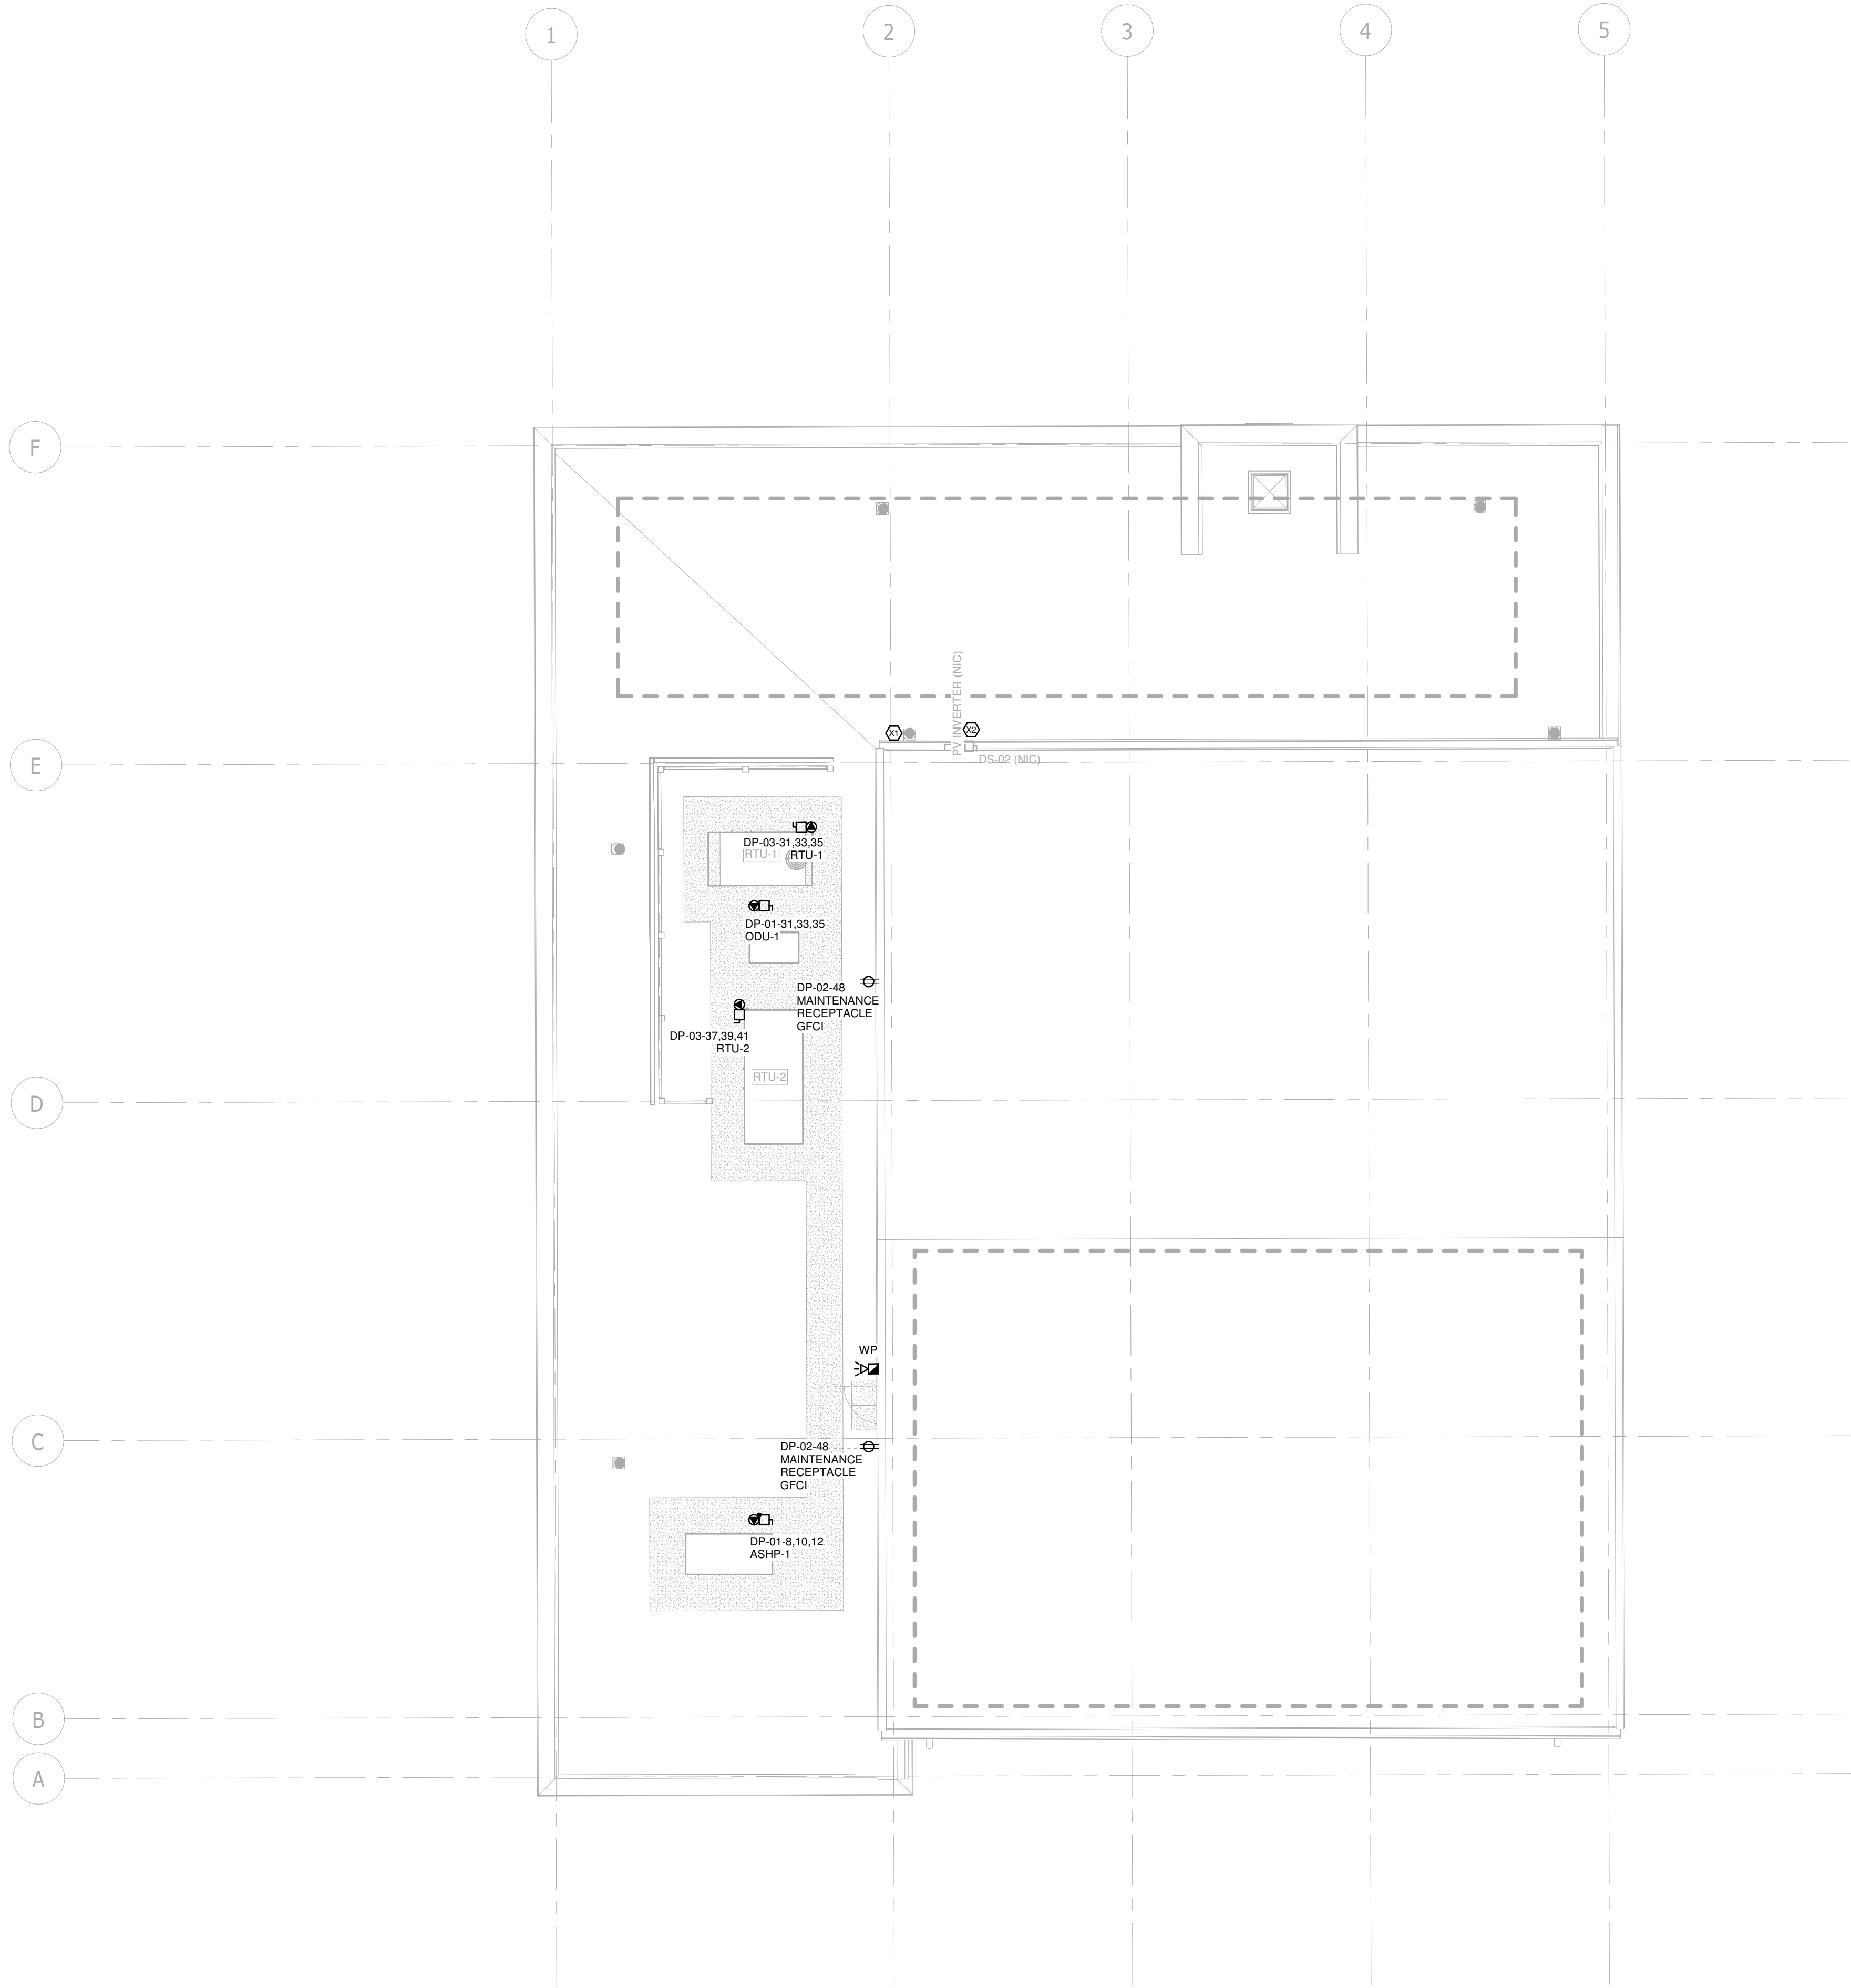 1
2
3
4
5
F
PV INVERTER (NIC)
X1
X2
DS-02 (NIC)
E
DP-03-31,33,35
RTU-1
RTU-1
DP-01-31,33,35
ODU-1
DP-02-48
MAINTENANCE
RECEPTACLE
GFCI
DP-03-37,39,41
RTU-2
RTU-2
D
WP
C
DP-02-48
MAINTENANCE
RECEPTACLE
GFCI
DP-01-8,10,12
ASHP-1
B
A